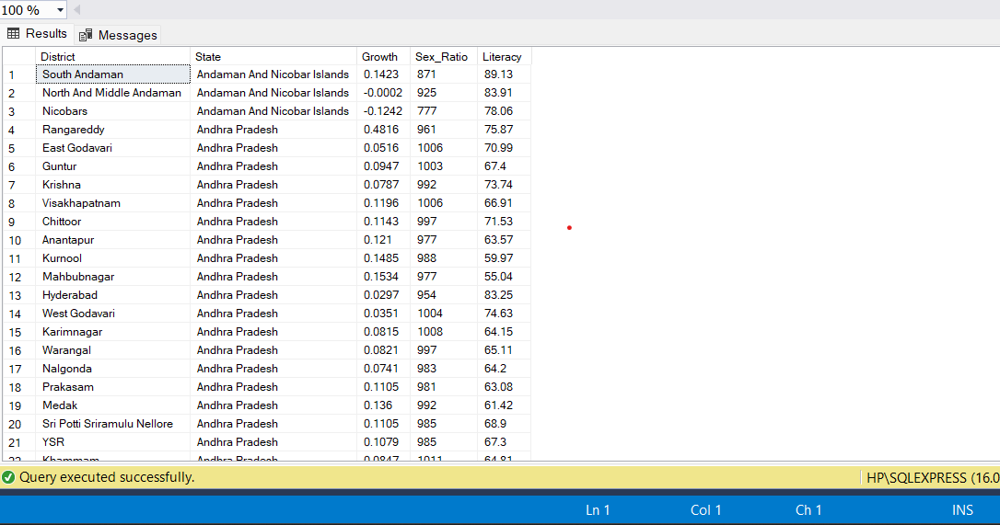 100 %
Results Messages
District State Growth Sex_Ratio Literacy
1 South Andaman Andaman And Nicobar Islands 0.1423 871 89.13
2 North And Middle Andaman Andaman And Nicobar Islands -0.0002 925 83.91
3 Nicobars Andaman And Nicobar Islands -0.1242 777 78.06
4 Rangareddy Andhra Pradesh 0.4816 961 75.87
5 East Godavari Andhra Pradesh 0.0516 1006 70.99
6 Guntur Andhra Pradesh 0.0947 1003 67.4
7 Krishna Andhra Pradesh 0.0787 992 73.74
8 Visakhapatnam Andhra Pradesh 0.1196 1006 66.91
9 Chittoor Andhra Pradesh 0.1143 997 71.53
10 Anantapur Andhra Pradesh 0.121 977 63.57
11 Kurnool Andhra Pradesh 0.1485 988 59.97
12 Mahbubnagar Andhra Pradesh 0.1534 977 55.04
13 Hyderabad Andhra Pradesh 0.0297 954 83.25
14 West Godavari Andhra Pradesh 0.0351 1004 74.63
15 Karimnagar Andhra Pradesh 0.0815 1008 64.15
16 Warangal Andhra Pradesh 0.0821 997 65.11
17 Nalgonda Andhra Pradesh 0.0741 983 64.2
18 Prakasam Andhra Pradesh 0.1105 981 63.08
19 Medak Andhra Pradesh 0.136 992 61.42
20 Sri Potti Sriramulu Nellore Andhra Pradesh 0.1105 985 68.9
21 YSR Andhra Pradesh 0.1079 985 67.3
22 Khammam Andhra Pradesh 0.0847 1011 64.81
Query executed successfully. HP\SQLEXPRESS (16.0
Ln 1 Col 1 Ch 1 INS